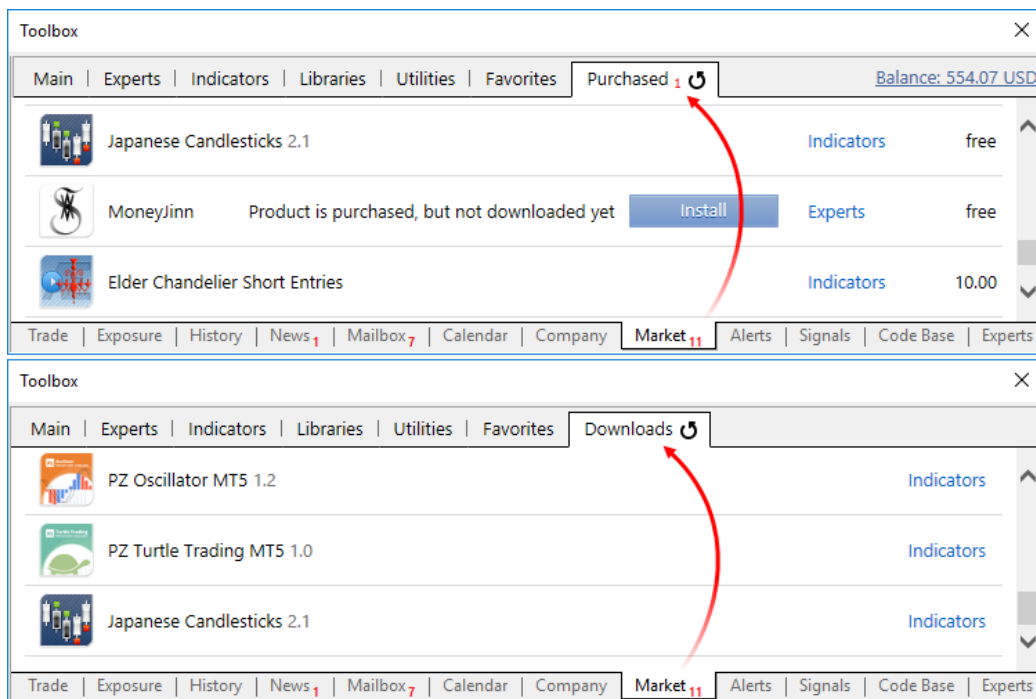 Toolbox
Main | Experts | Indicators | Libraries | Utilities | Favorites Purchased 1 Balance: 554.07 USD
Japanese Candlesticks 2.1 Indicators free
MoneyJinn Product is purchased, but not downloaded yet Install Experts free
Elder Chandelier Short Entries Indicators 10.00
Trade | Exposure | History | News 1 | Mailbox 7 | Calendar | Company Market 11 Alerts | Signals | Code Base | Experts
Toolbox
Main | Experts | Indicators | Libraries | Utilities | Favorites Downloads
PZ Oscillator MT5 1.2 Indicators
PZ Turtle Trading MT5 1.0 Indicators
Japanese Candlesticks 2.1 Indicators
Trade | Exposure | History | News 1 | Mailbox 7 | Calendar | Company Market 11 Alerts | Signals | Code Base | Experts